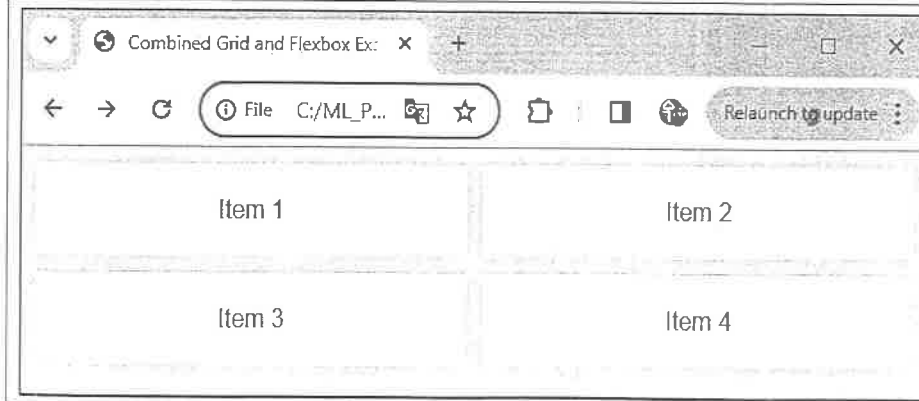 Combined Grid and Flexbox Ex:
File C:/ML_P... Relaunch to update
Item 1 Item 2
Item 3 Item 4